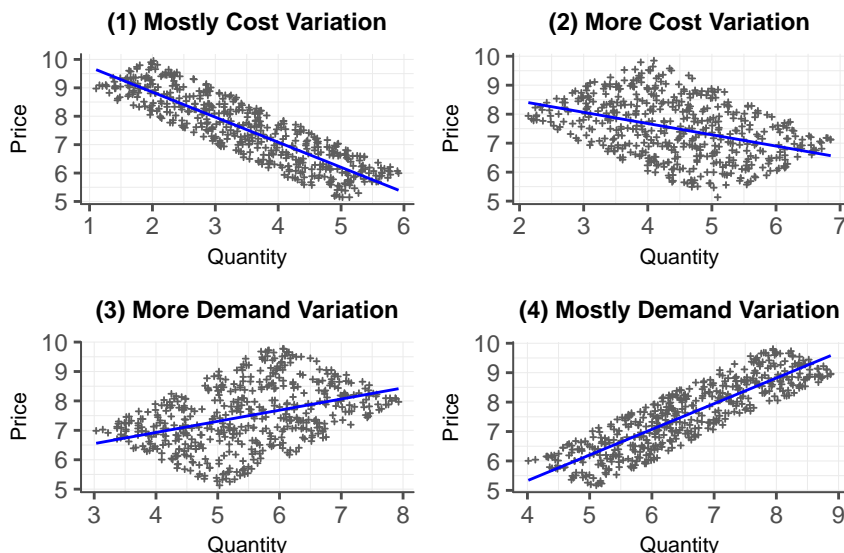 (1) Mostly Cost Variation
10
9
8
7
6
5
Price
1 2 3 4 5 6
Quantity
(2) More Cost Variation
10
9
8
7
6
5
Price
2 3 4 5 6 7
Quantity
(3) More Demand Variation
10
9
8
7
6
5
Price
3 4 5 6 7 8
Quantity
(4) Mostly Demand Variation
10
9
8
7
6
5
Price
4 5 6 7 8 9
Quantity